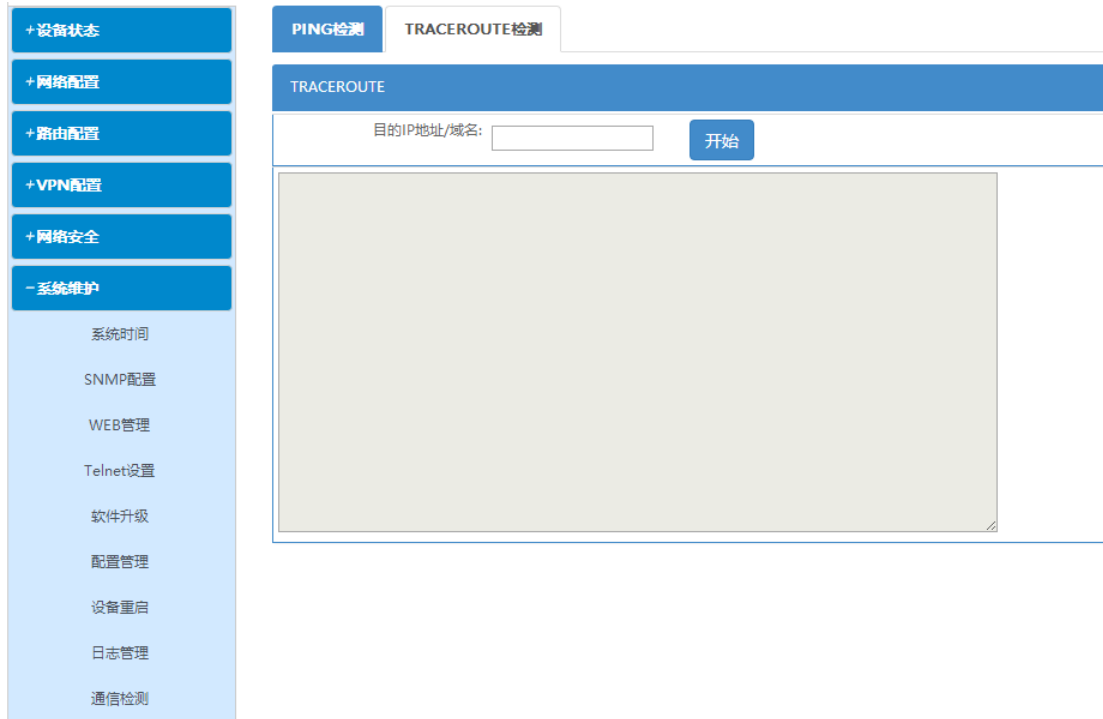 +设备状态
+网络配置
+路由配置
+VPN配置
+网络安全
-系统维护
系统时间
SNMP配置
WEB管理
Telnet设置
软件升级
配置管理
设备重启
日志管理
通信检测
PING检测 TRACEROUTE检测
TRACEROUTE
目的IP地址/域名: 开始